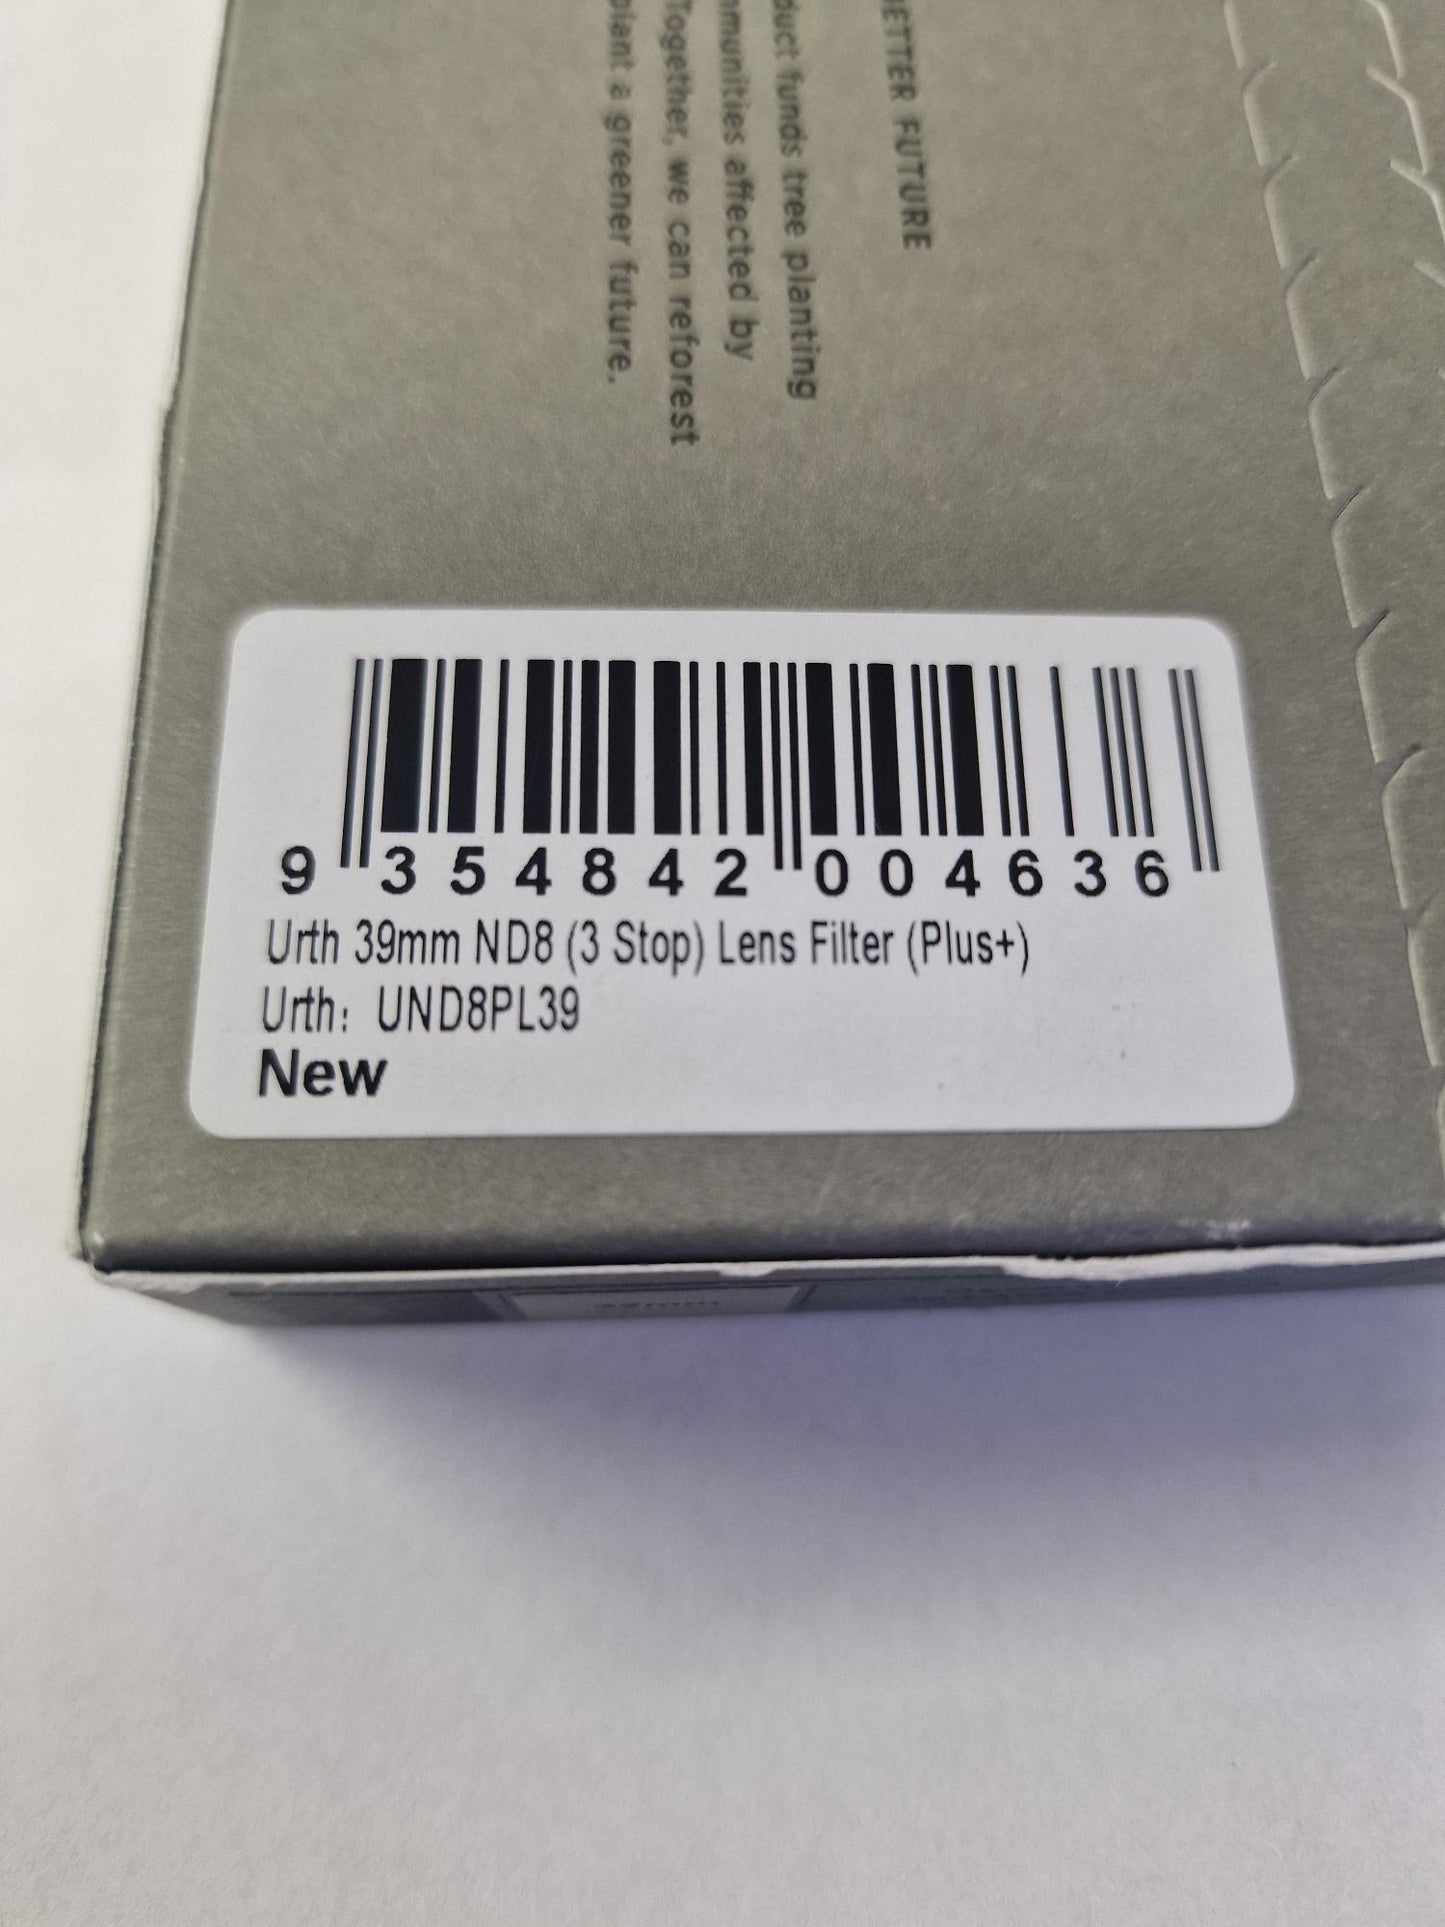 BETTER FUTURE
funds tree planting
affected by
Together, we can reforest
plant a greener future.
9 354842 004636
Urth 39mm ND8 (3 Stop) Lens Filter (Plus+)
Urth: UND8PL39
New